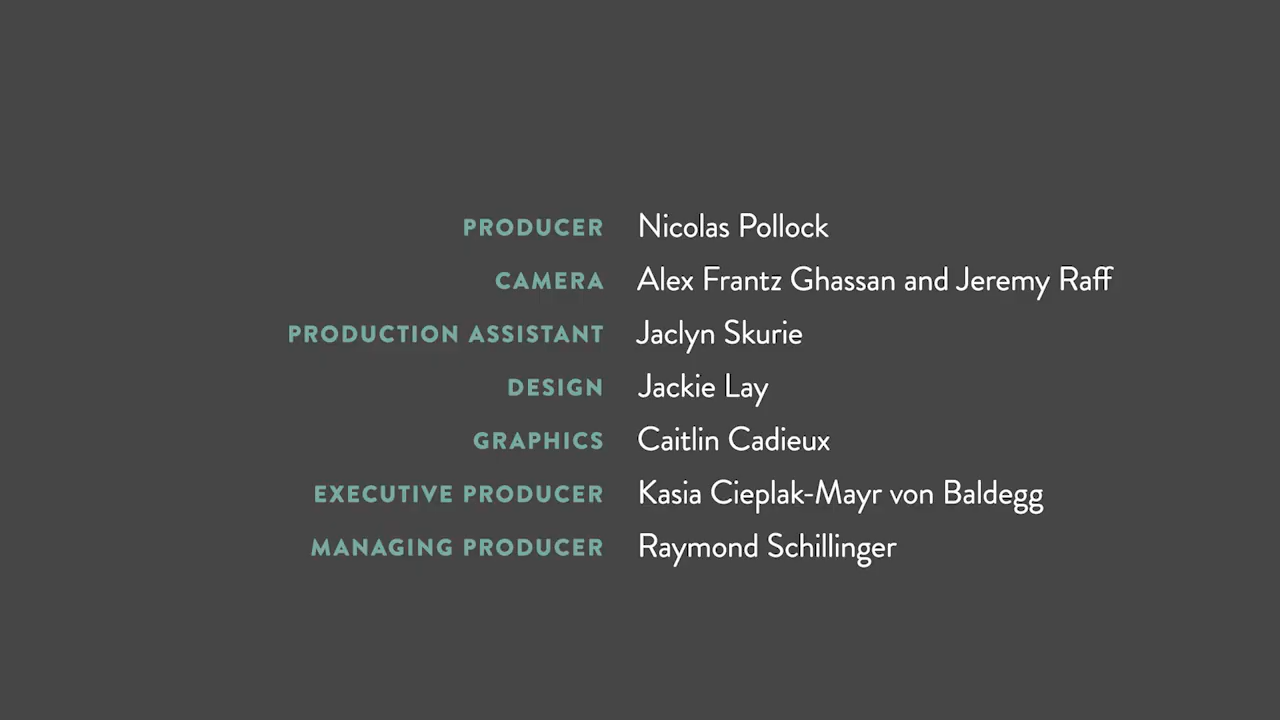 PRODUCER Nicolas Pollock
CAMERA Alex Frantz Ghassan and Jeremy Raff
PRODUCTION ASSISTANT Jaclyn Skurie
DESIGN Jackie Lay
GRAPHICS Caitlin Cadieux
EXECUTIVE PRODUCER Kasia Cieplak-Mayr von Baldegg
MANAGING PRODUCER Raymond Schillinger